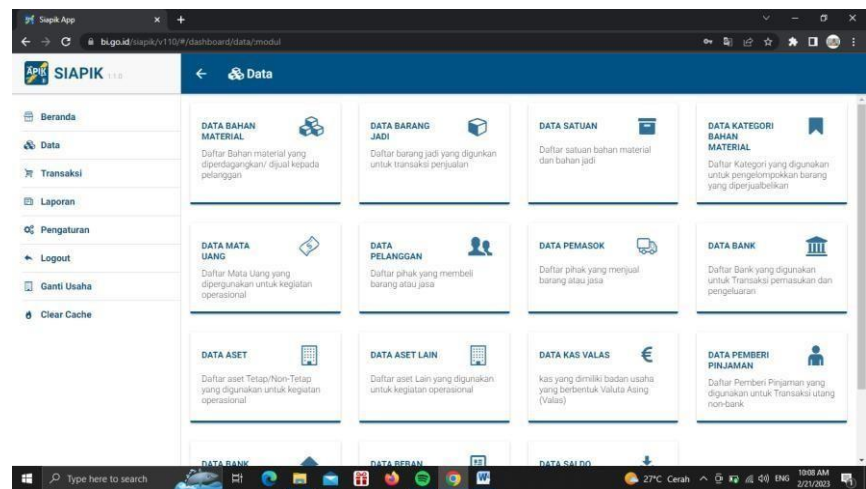 Siapik App
bi.go.id/siapik/v110/#/dashboard/data/:modul
APIK
SIAPIK 1.1.0
Data
Beranda
Data
Transaksi
Laporan
Pengaturan
Logout
Ganti Usaha
Clear Cache
DATA BAHAN
MATERIAL
Daftar Bahan material yang
diperdagangkan/ dijual kepada
pelanggan
DATA BARANG
JADI
Daftar barang jadi yang digunkan
untuk transaksi penjualan
DATA SATUAN
Daftar satuan bahan material
dan bahan jadi
DATA KATEGORI
BAHAN
MATERIAL
Daftar Kategori yang digunakan
untuk pengelompokkan barang
yang diperjualbelikan
DATA MATA
UANG
Daftar Mata Uang yang
dipergunakan untuk kegiatan
operasional
DATA
PELANGGAN
Daftar pihak yang membeli
barang atau jasa
DATA PEMASOK
Daftar pihak yang menjual
barang atau jasa
DATA BANK
Daftar Bank yang digunakan
untuk Transaksi pemasukan dan
pengeluaran
DATA ASET
Daftar aset Tetap/Non-Tetap
yang digunakan untuk kegiatan
operasional
DATA ASET LAIN
Daftar aset Lain yang digunakan
untuk kegiatan operasional
DATA KAS VALAS
kas yang dimiliki badan usaha
yang berbentuk Valuta Asing
(Valas)
DATA PEMBERI
PINJAMAN
Daftar Pemberi Pinjaman yang
digunakan untuk Transaksi utang
non-bank
DATA BANK
DATA BEBAN
DATA SALDO
Type here to search
27°C Cerah
ENG
10:08 AM
2/21/2023